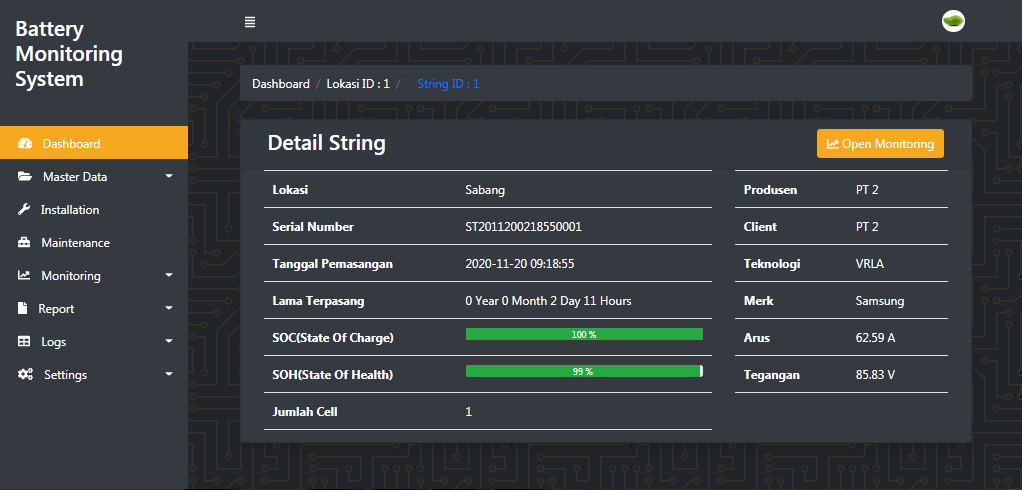 Battery
Monitoring
System
Dashboard
Master Data
Installation
Maintenance
Monitoring
Report
Logs
Settings
Dashboard / Lokasi ID : 1 / String ID : 1
Detail String
Open Monitoring
Lokasi Sabang
Serial Number ST2011200218550001
Tanggal Pemasangan 2020-11-20 09:18:55
Lama Terpasang 0 Year 0 Month 2 Day 11 Hours
SOC(State Of Charge) 100 %
SOH(State Of Health) 99 %
Jumlah Cell 1
Produsen PT 2
Client PT 2
Teknologi VRLA
Merk Samsung
Arus 62.59 A
Tegangan 85.83 V